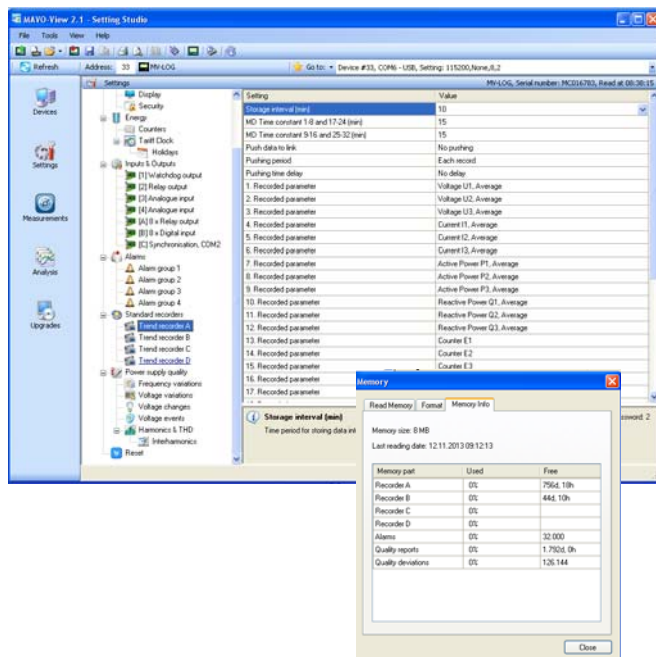 MAVO-View 2.1 - Setting Studio
File Tools View Help
Refresh Address: 33 MV-LOG Go to: Device #33, COM6 - USB, Setting: 115200,None,8,2
Settings MV-LOG, Serial number: MC016783, Read at 08:38:15
Devices
Settings
Measurements
Analysis
Upgrades
Display
Security
Energy
Counters
Tariff Clock
Holidays
Inputs & Outputs
[1] Watchdog output
[2] Relay output
[3] Analogue input
[4] Analogue input
[A] 8 x Relay output
[B] 8 x Digital input
[C] Synchronisation, COM2
Alarms
Alarm group 1
Alarm group 2
Alarm group 3
Alarm group 4
Standard recorders
Trend recorder A
Trend recorder B
Trend recorder C
Trend recorder D
Power supply quality
Frequency variations
Voltage variations
Voltage changes
Voltage events
Harmonics & THD
Interharmonics
Reset
Setting Value
Storage interval (min) 10
MD Time constant 1-8 and 17-24 (min) 15
MD Time constant 9-16 and 25-32 (min) 15
Push data to link No pushing
Pushing period Each record
Pushing time delay No delay
1. Recorded parameter Voltage U1, Average
2. Recorded parameter Voltage U2, Average
3. Recorded parameter Voltage U3, Average
4. Recorded parameter Current I1, Average
5. Recorded parameter Current I2, Average
6. Recorded parameter Current I3, Average
7. Recorded parameter Active Power P1, Average
8. Recorded parameter Active Power P2, Average
9. Recorded parameter Active Power P3, Average
10. Recorded parameter Reactive Power Q1, Average
11. Recorded parameter Reactive Power Q2, Average
12. Recorded parameter Reactive Power Q3, Average
13. Recorded parameter Counter E1
14. Recorded parameter Counter E2
15. Recorded parameter Counter E3
16. Recorded parameter
17. Recorded parameter
Storage interval (min)
Time period for storing data int
Memory
Read Memory Format Memory Info
Memory size: 8 MB
Last reading date: 12.11.2013 09:12:13
Memory part Used Free
Recorder A 0% 756d, 18h
Recorder B 0% 44d, 10h
Recorder C 0%
Recorder D 0%
Alarms 0% 32.000
Quality reports 0% 1.792d, 0h
Quality deviations 0% 126.144
Close